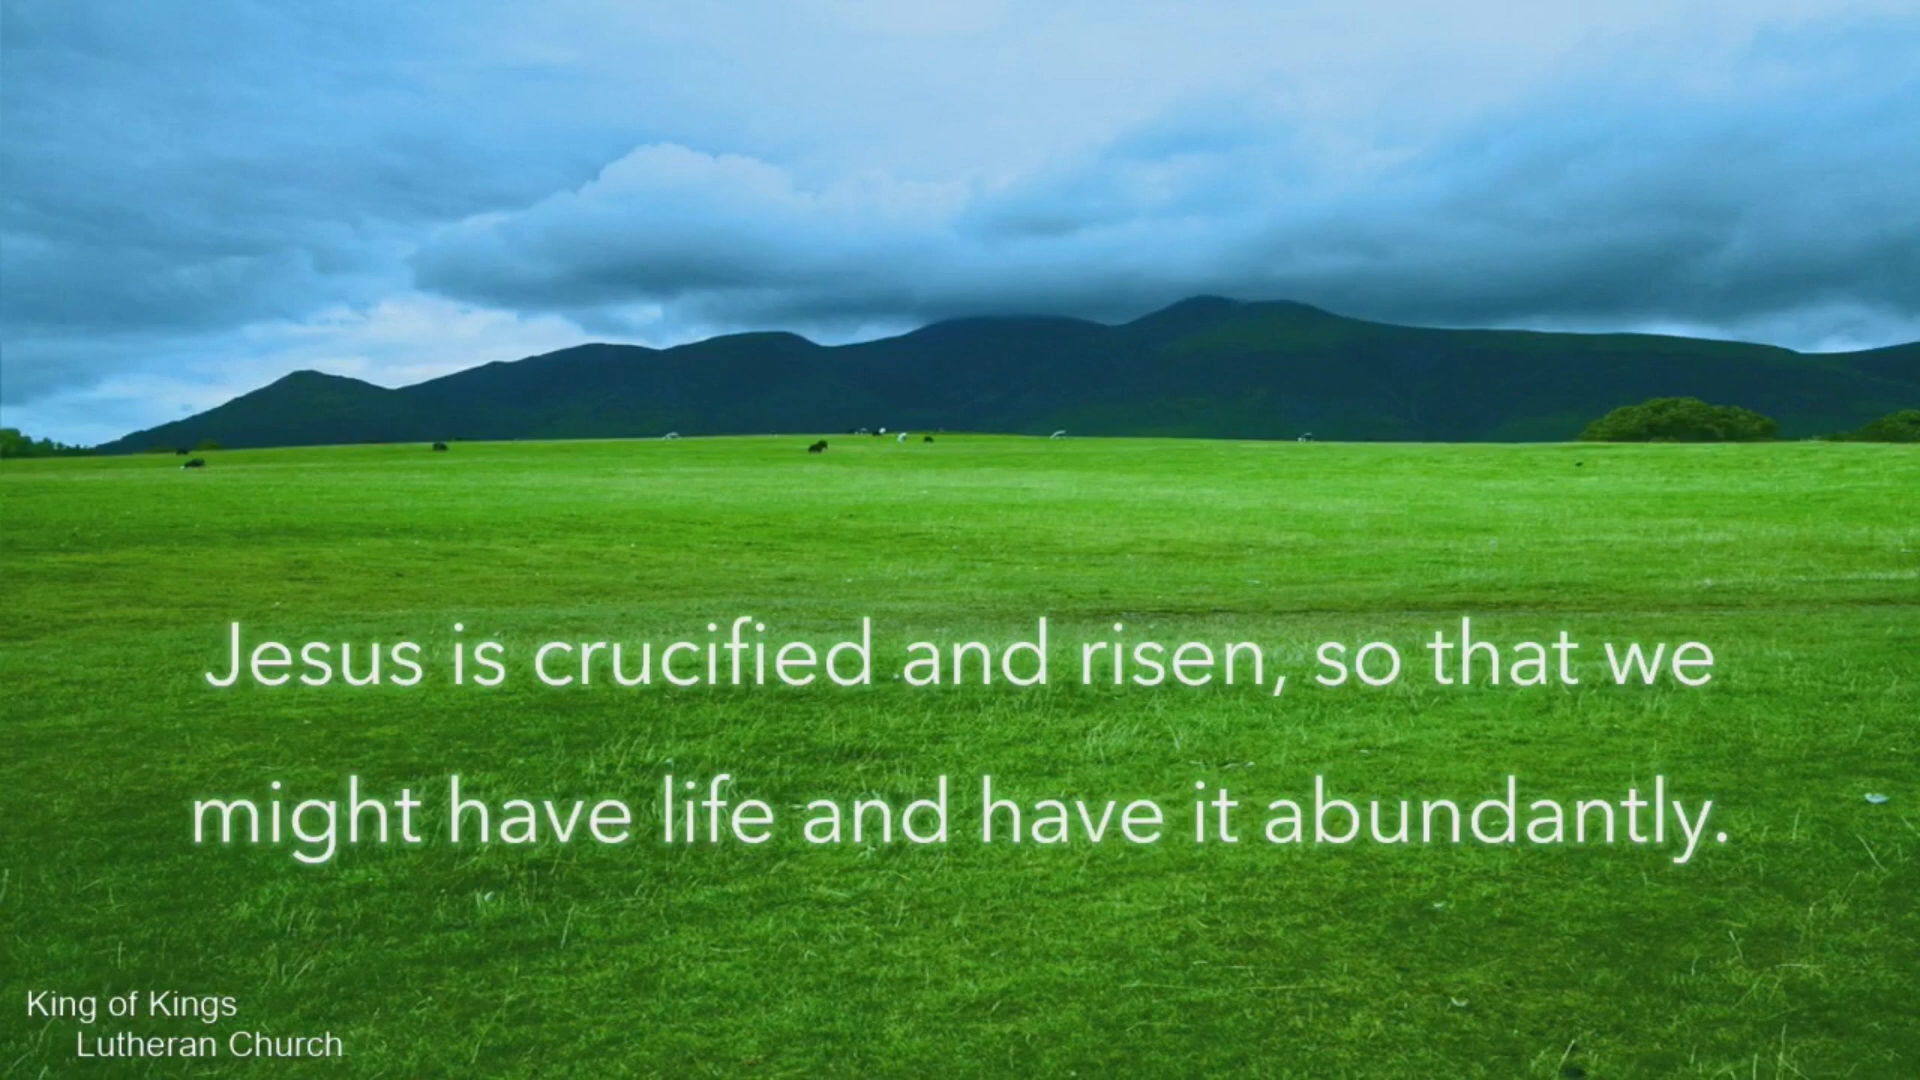 Jesus is crucified and risen, so that we
might have life and have it abundantly.
King of Kings
Lutheran Church